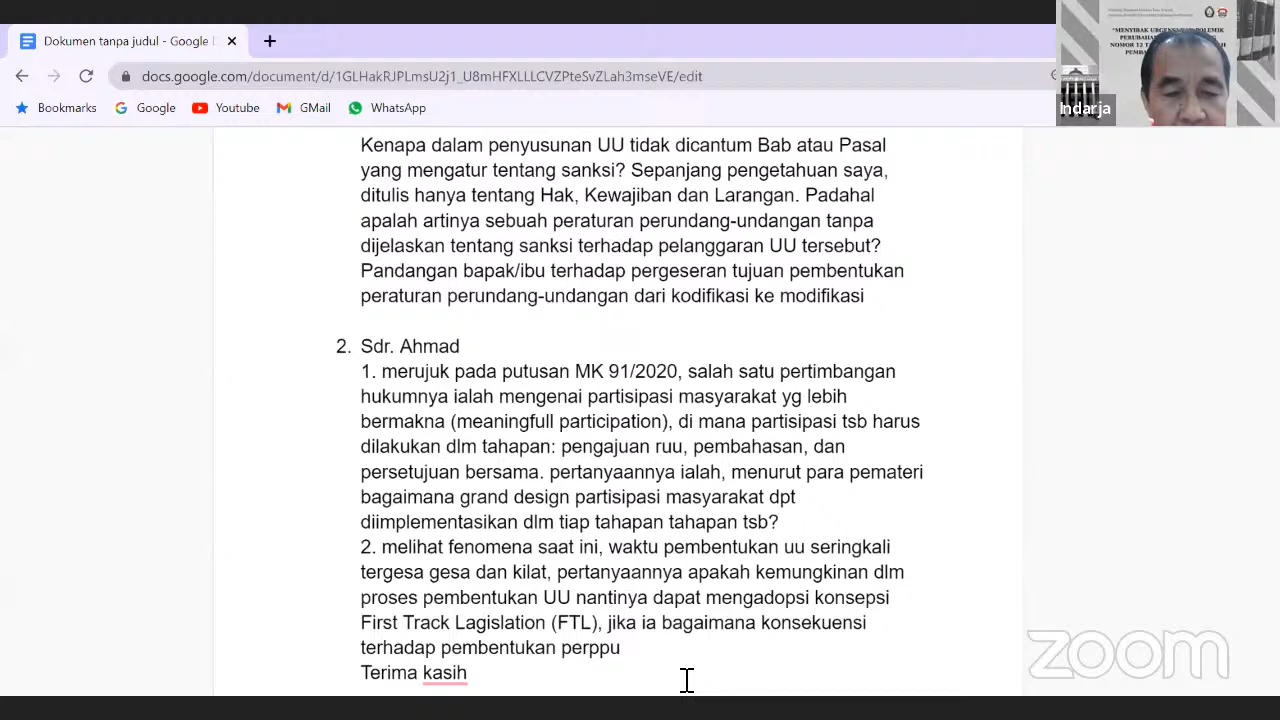 Dokumen tanpa judul - Google D
docs.google.com/document/d/1GLHakRJPLmsU2j1_U8mHFXLLLCVZPteSvZLah3mseVE/edit
Bookmarks Google Youtube GMail WhatsApp
"MENYIBAK URGENSI
PERUBAHAN
NOMOR 12
Indarja
Kenapa dalam penyusunan UU tidak dicantum Bab atau Pasal
yang mengatur tentang sanksi? Sepanjang pengetahuan saya,
ditulis hanya tentang Hak, Kewajiban dan Larangan. Padahal
apalah artinya sebuah peraturan perundang-undangan tanpa
dijelaskan tentang sanksi terhadap pelanggaran UU tersebut?
Pandangan bapak/ibu terhadap pergeseran tujuan pembentukan
peraturan perundang-undangan dari kodifikasi ke modifikasi
2. Sdr. Ahmad
1. merujuk pada putusan MK 91/2020, salah satu pertimbangan
hukumnya ialah mengenai partisipasi masyarakat yg lebih
bermakna (meaningfull participation), di mana partisipasi tsb harus
dilakukan dlm tahapan: pengajuan ruu, pembahasan, dan
persetujuan bersama. pertanyaannya ialah, menurut para pemateri
bagaimana grand design partisipasi masyarakat dpt
diimplementasikan dlm tiap tahapan tahapan tsb?
2. melihat fenomena saat ini, waktu pembentukan uu seringkali
tergesa gesa dan kilat, pertanyaannya apakah kemungkinan dlm
proses pembentukan UU nantinya dapat mengadopsi konsepsi
First Track Lagislation (FTL), jika ia bagaimana konsekuensi
terhadap pembentukan perppu
Terima kasih
zoom